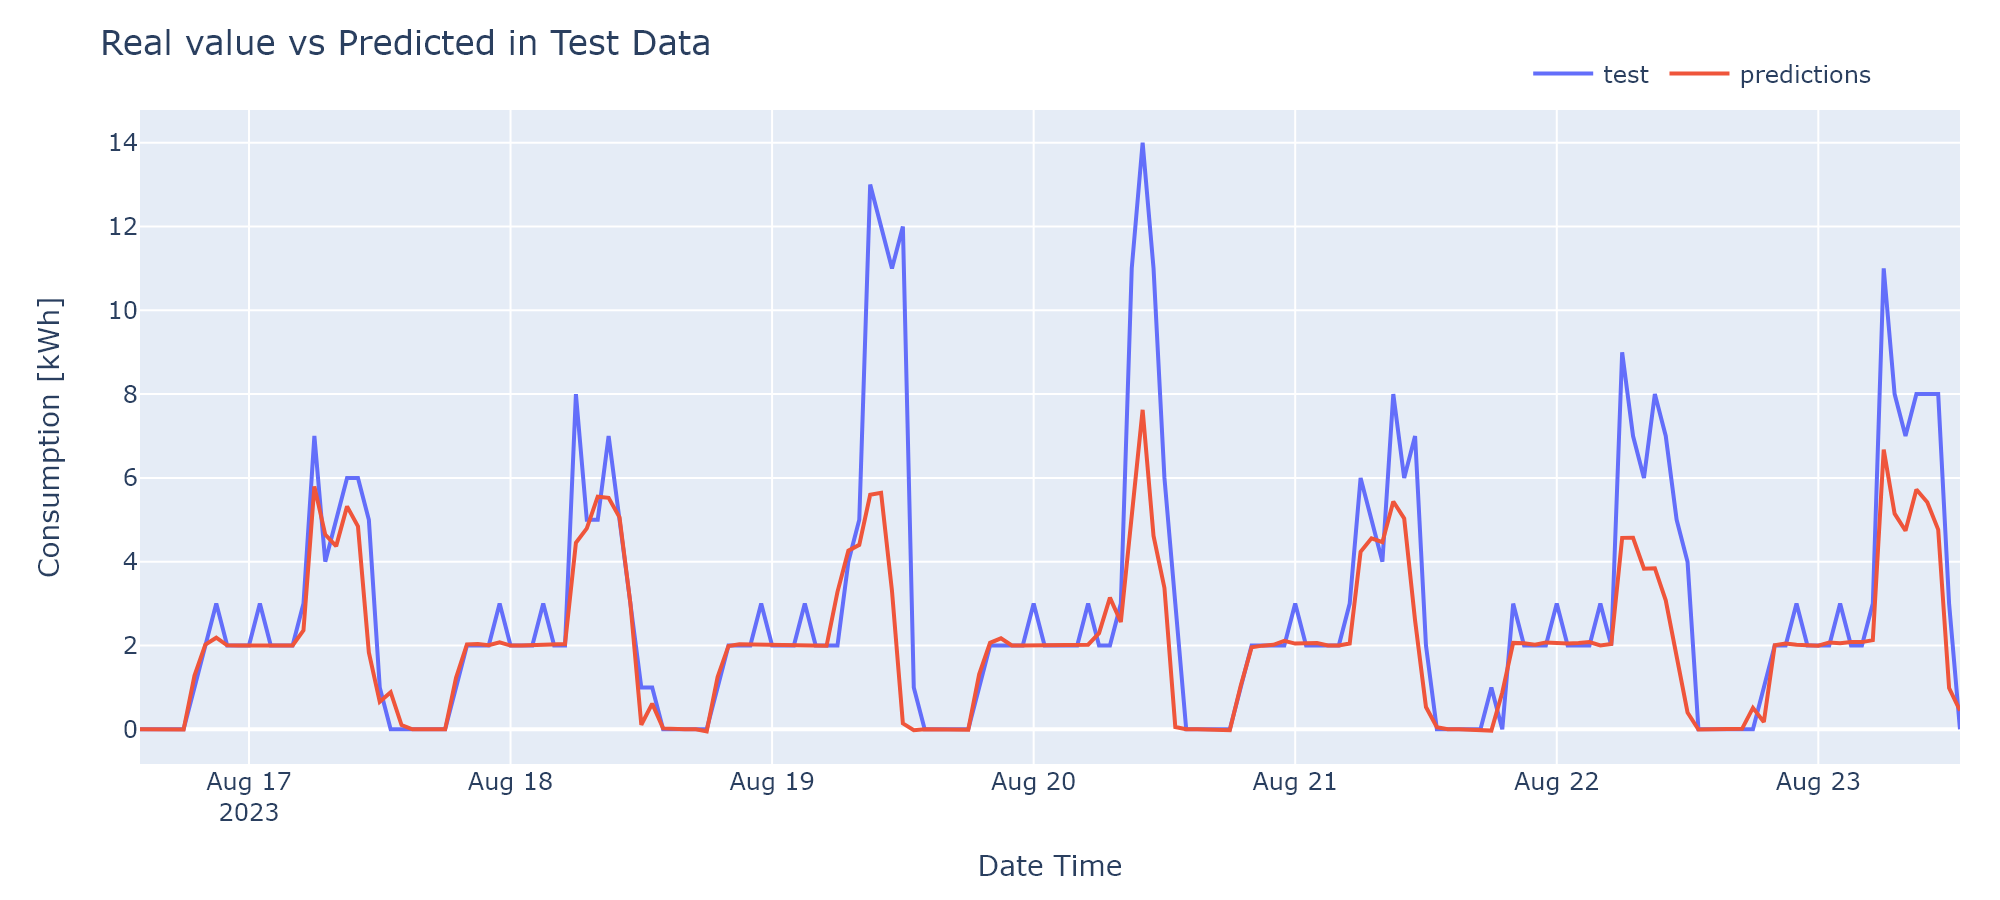 Real value vs Predicted in Test Data
test predictions
Consumption [kWh]
14
12
10
8
6
4
2
0
Aug 17 Aug 18 Aug 19 Aug 20 Aug 21 Aug 22 Aug 23
2023
Date Time